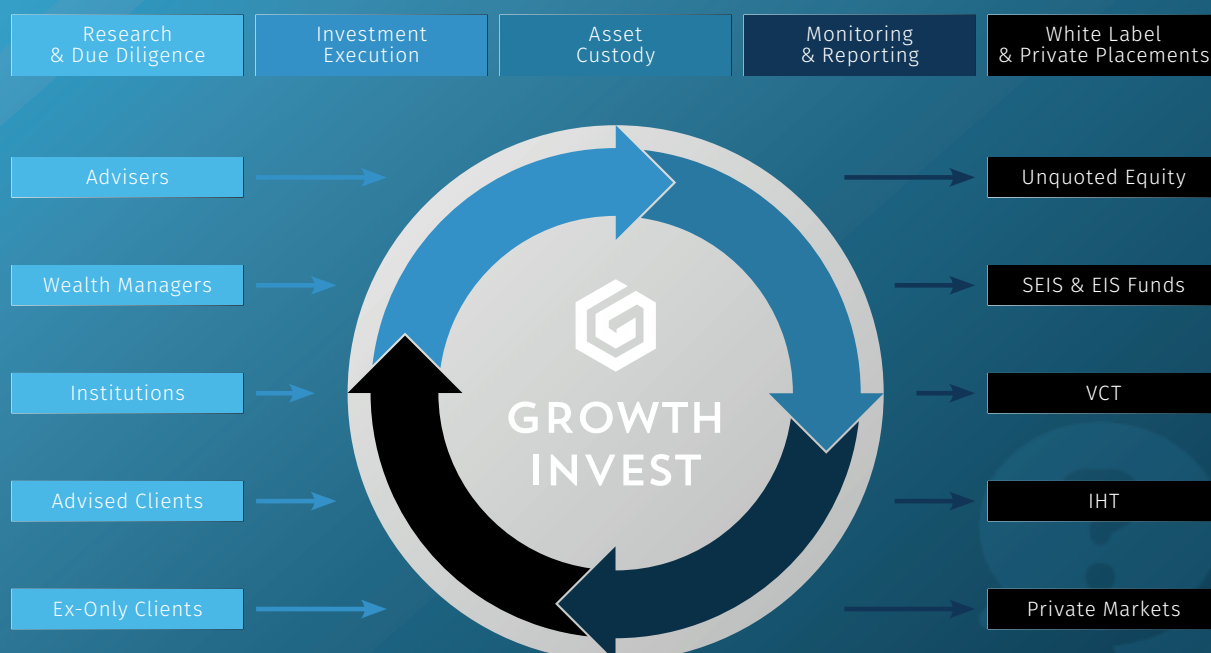 Research
& Due Diligence
Investment
Execution
Asset
Custody
Monitoring
& Reporting
White Label
& Private Placements
Advisers
Unquoted Equity
Wealth Managers
SEIS & EIS Funds
Institutions
VCT
GROWTH
INVEST
Advised Clients
IHT
Ex-Only Clients
Private Markets